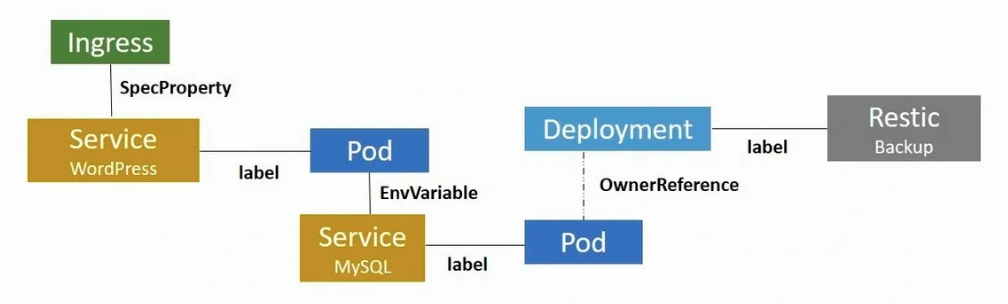 Ingress
SpecProperty
Service
WordPress
label
Pod
EnvVariable
Service
MySQL
label
Pod
OwnerReference
Deployment
label
Restic
Backup